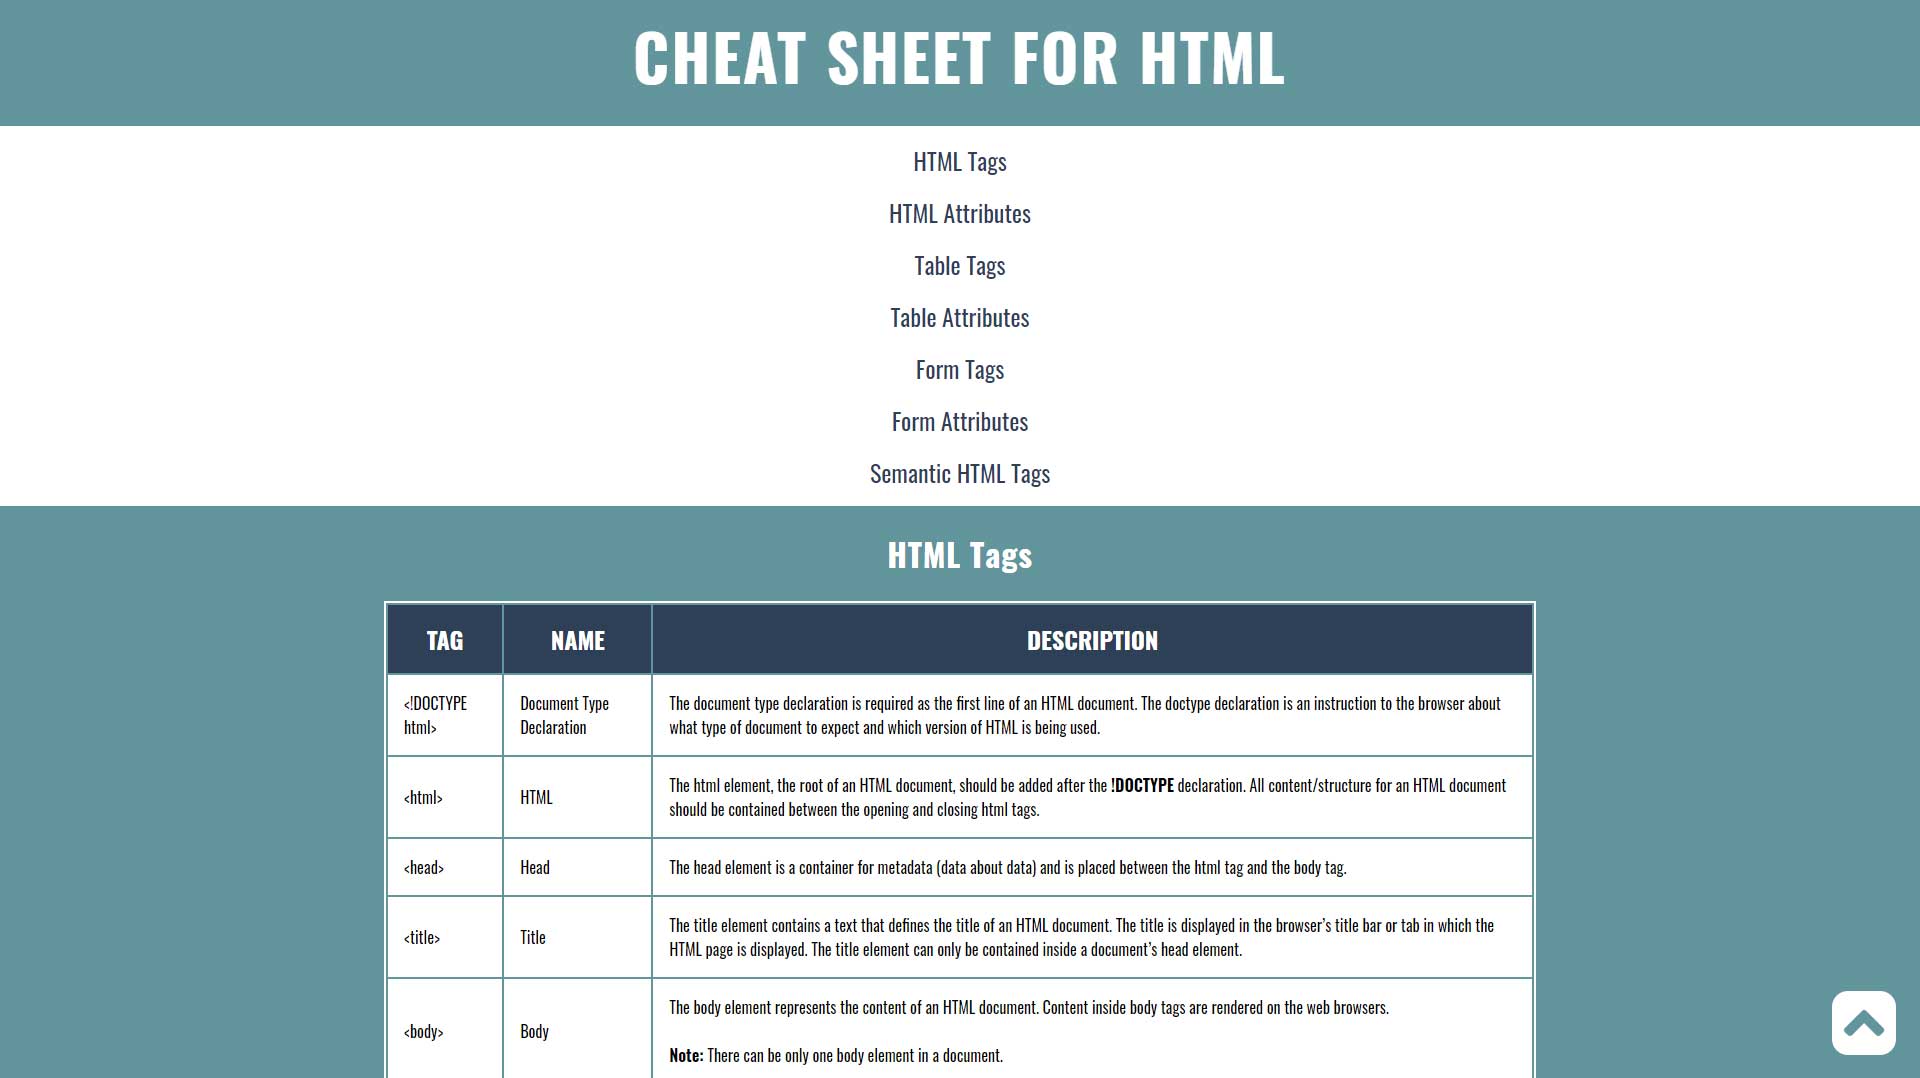 CHEAT SHEET FOR HTML
HTML Tags
HTML Attributes
Table Tags
Table Attributes
Form Tags
Form Attributes
Semantic HTML Tags
HTML Tags
TAG NAME DESCRIPTION
<!DOCTYPE html>
Document Type Declaration
The document type declaration is required as the first line of an HTML document. The doctype declaration is an instruction to the browser about
what type of document to expect and which version of HTML is being used.
<html>
HTML
The html element, the root of an HTML document, should be added after the !DOCTYPE declaration. All content/structure for an HTML document
should be contained between the opening and closing html tags.
<head>
Head
The head element is a container for metadata (data about data) and is placed between the html tag and the body tag.
<title>
Title
The title element contains a text that defines the title of an HTML document. The title is displayed in the browser’s title bar or tab in which the
HTML page is displayed. The title element can only be contained inside a document’s head element.
<body>
Body
The body element represents the content of an HTML document. Content inside body tags are rendered on the web browsers.
Note: There can be only one body element in a document.